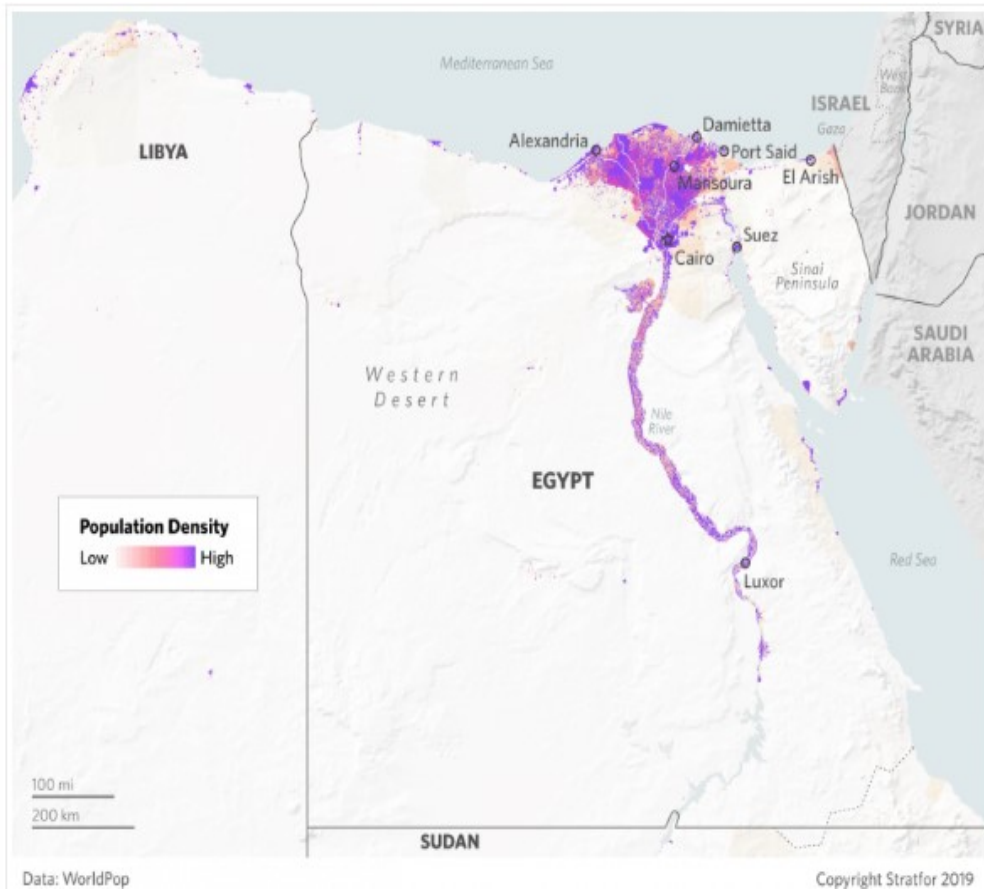 SYRIA
Mediterranean Sea
West
Bank
ISRAEL
Gaza
Damietta
Alexandria
Port Said
LIBYA
Mansoura
El Arish
JORDAN
Suez
Cairo
Sinai
Peninsula
SAUDI
ARABIA
Western
Desert
Nile
River
EGYPT
Population Density
Low
High
Red Sea
Luxor
100 mi
200 km
SUDAN
Data: WorldPop
Copyright Stratfor 2019